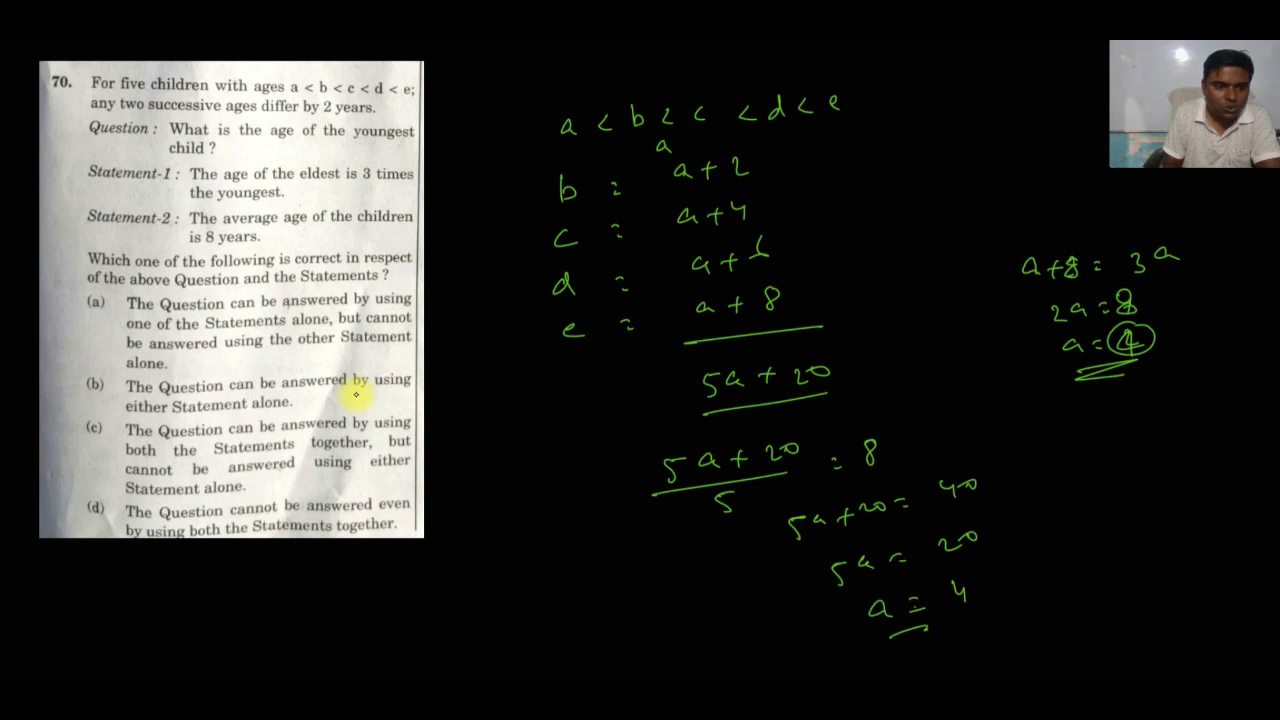 70. For five children with ages a < b < c < d < e;
any two successive ages differ by 2 years.
Question : What is the age of the youngest
child ?
Statement-1 : The age of the eldest is 3 times
the youngest.
Statement-2 : The average age of the children
is 8 years.
Which one of the following is correct in respect
of the above Question and the Statements ?
(a) The Question can be answered by using
one of the Statements alone, but cannot
be answered using the other Statement
alone.
(b) The Question can be answered by using
either Statement alone.
(c) The Question can be answered by using
both the Statements together, but
cannot be answered using either
Statement alone.
(d) The Question cannot be answered even
by using both the Statements together.
a < b < c < d < e
a
b = a + 2
c = a + 4
d = a + 6
e = a + 8
5a + 20
5a + 20 = 8
5
5a + 20 = 40
5a = 20
a = 4
a + 8 = 3a
2a = 8
a = 4